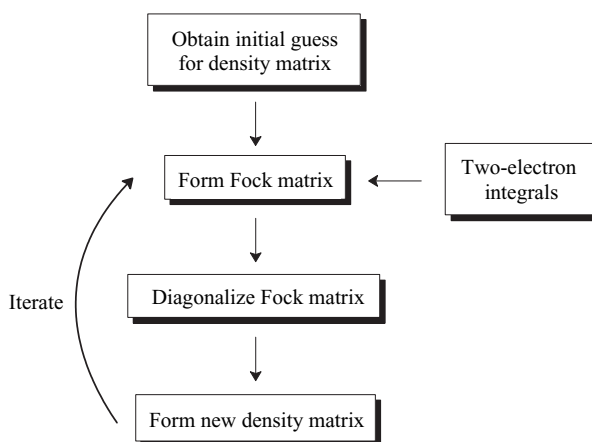 Obtain initial guess
for density matrix
Form Fock matrix
Two-electron
integrals
Diagonalize Fock matrix
Iterate
Form new density matrix